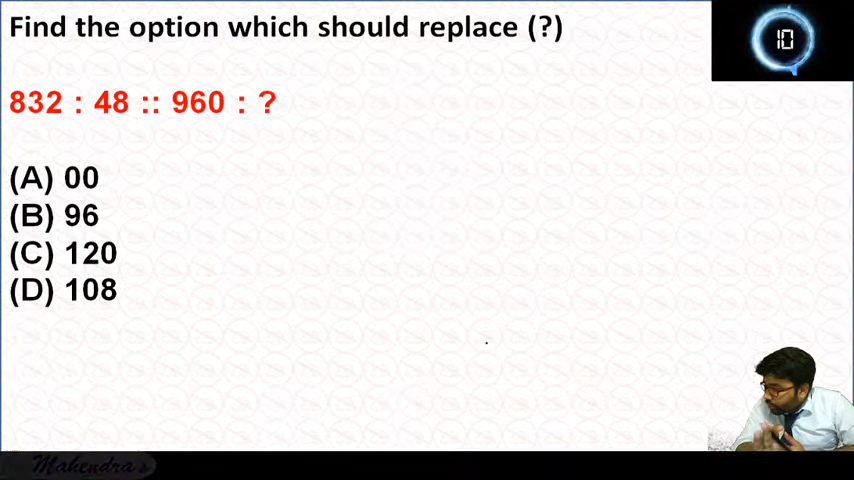 Find the option which should replace (?)
10
832 : 48 :: 960 : ?
(A) 00
(B) 96
(C) 120
(D) 108
Mahendra's